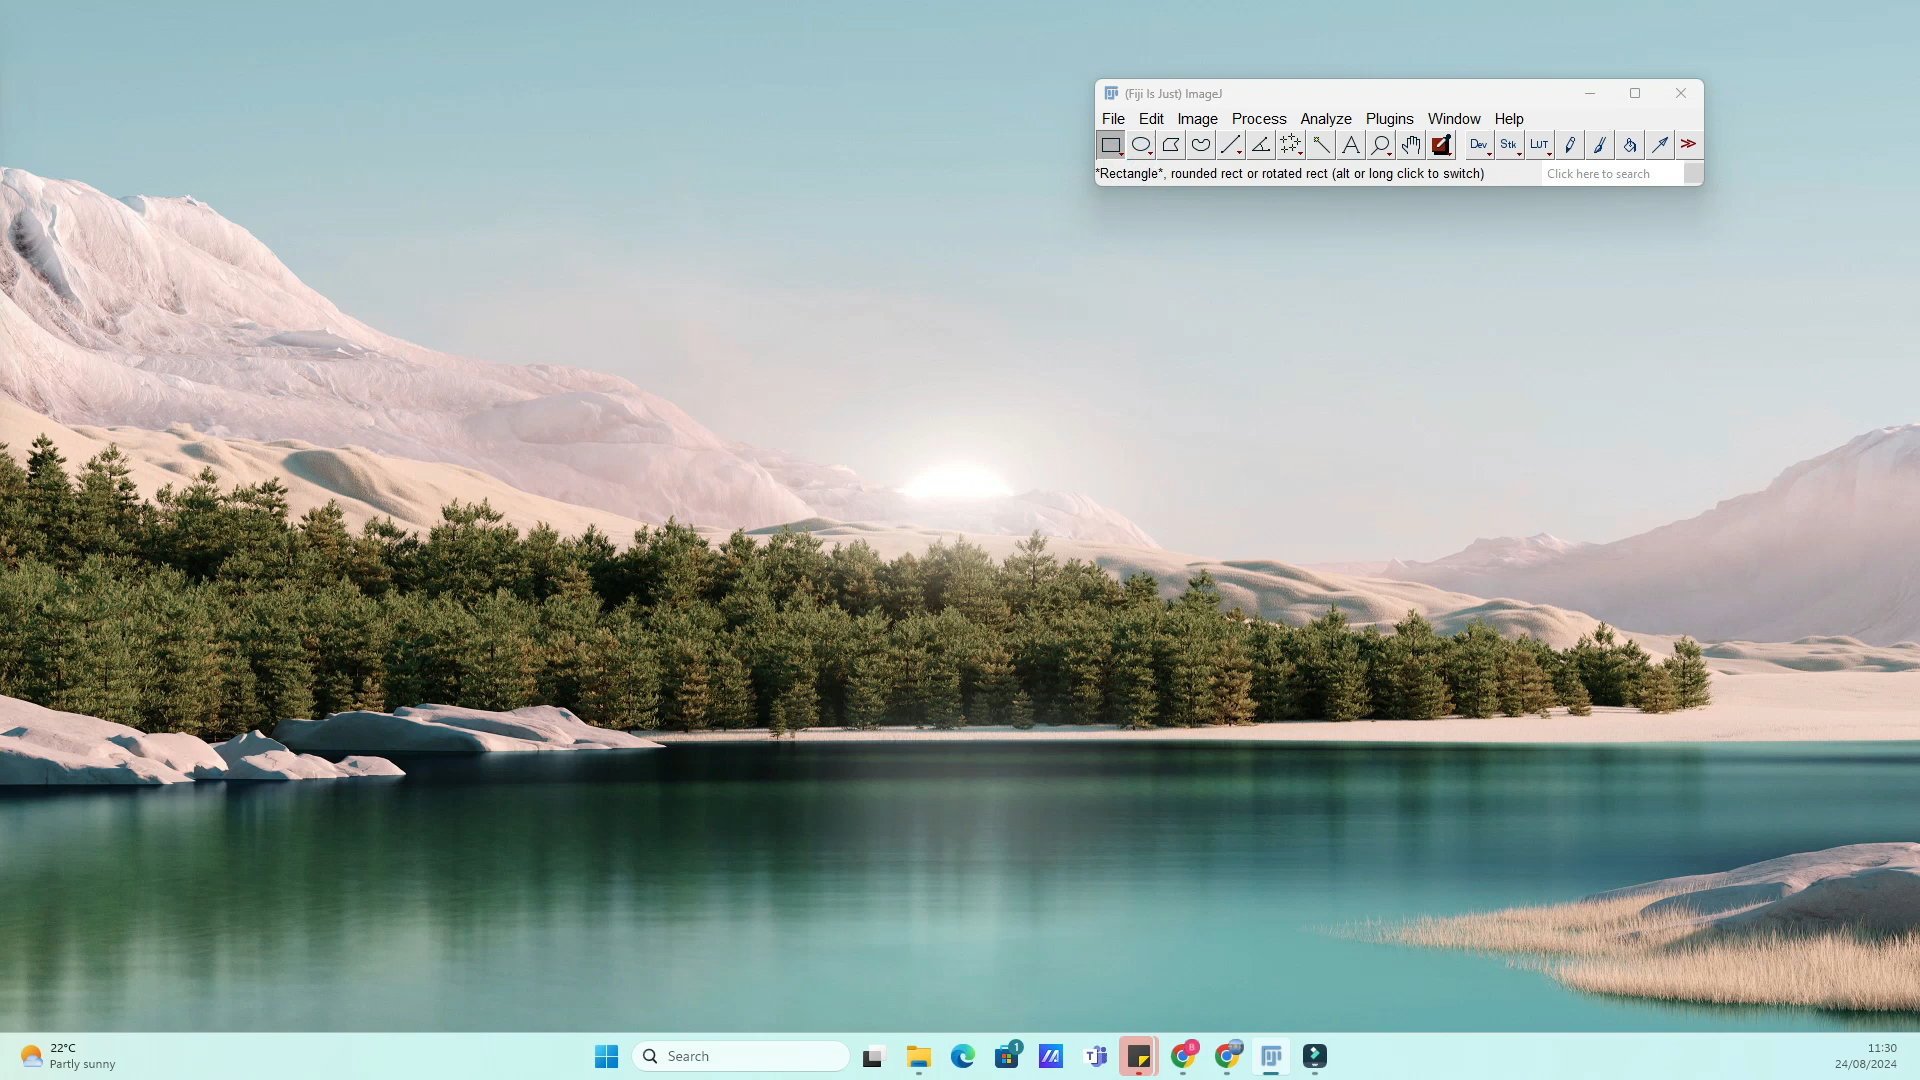 (Fiji Is Just) ImageJ
File Edit Image Process Analyze Plugins Window Help
Dev Stk LUT
*Rectangle*, rounded rect or rotated rect (alt or long click to switch) Click here to search
22°C
Partly sunny
Search
1
B
11:30
24/08/2024